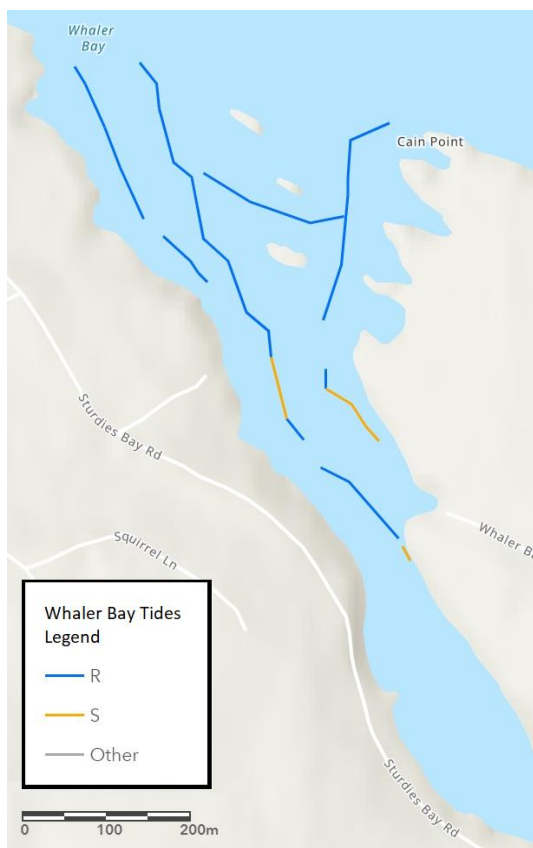 Whaler
Bay
Cain Point
Sturdies Bay Rd
Squirrel Ln
Whaler Ba
Whaler Bay Tides
Legend
R
S
Other
0 100 200m
Sturdies Bay Rd